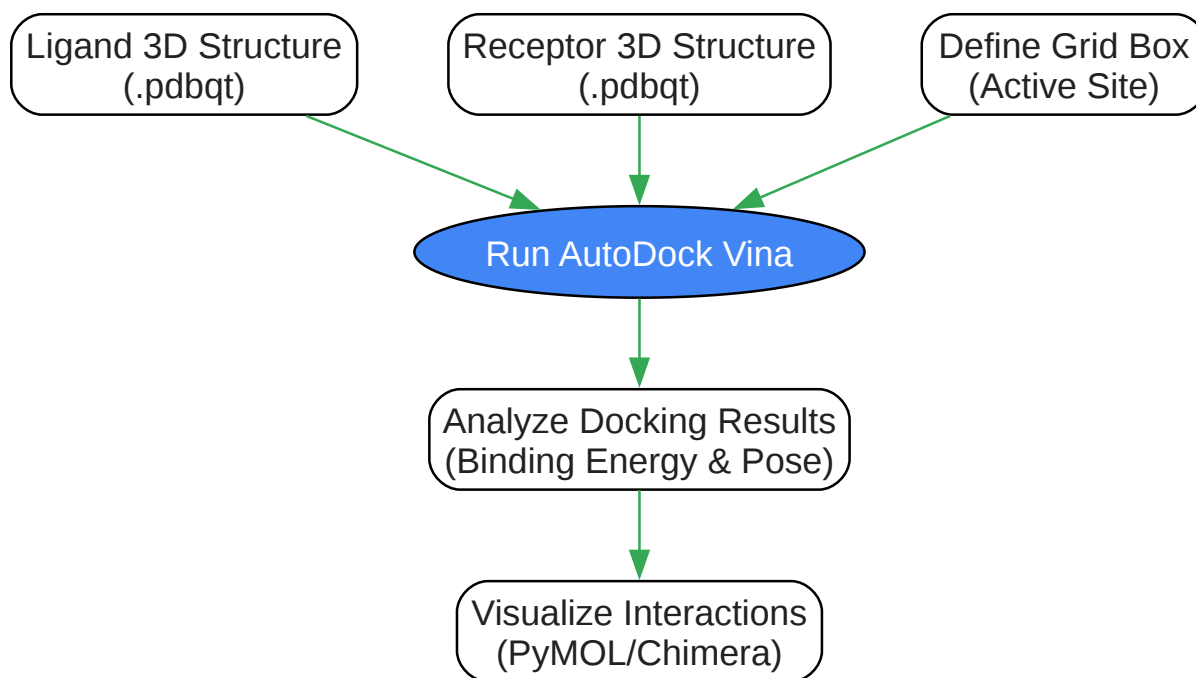 Ligand 3D Structure
(.pdbqt)
Receptor 3D Structure
(.pdbqt)
Define Grid Box
(Active Site)
Run AutoDock Vina
Analyze Docking Results
(Binding Energy & Pose)
Visualize Interactions
(PyMOL/Chimera)